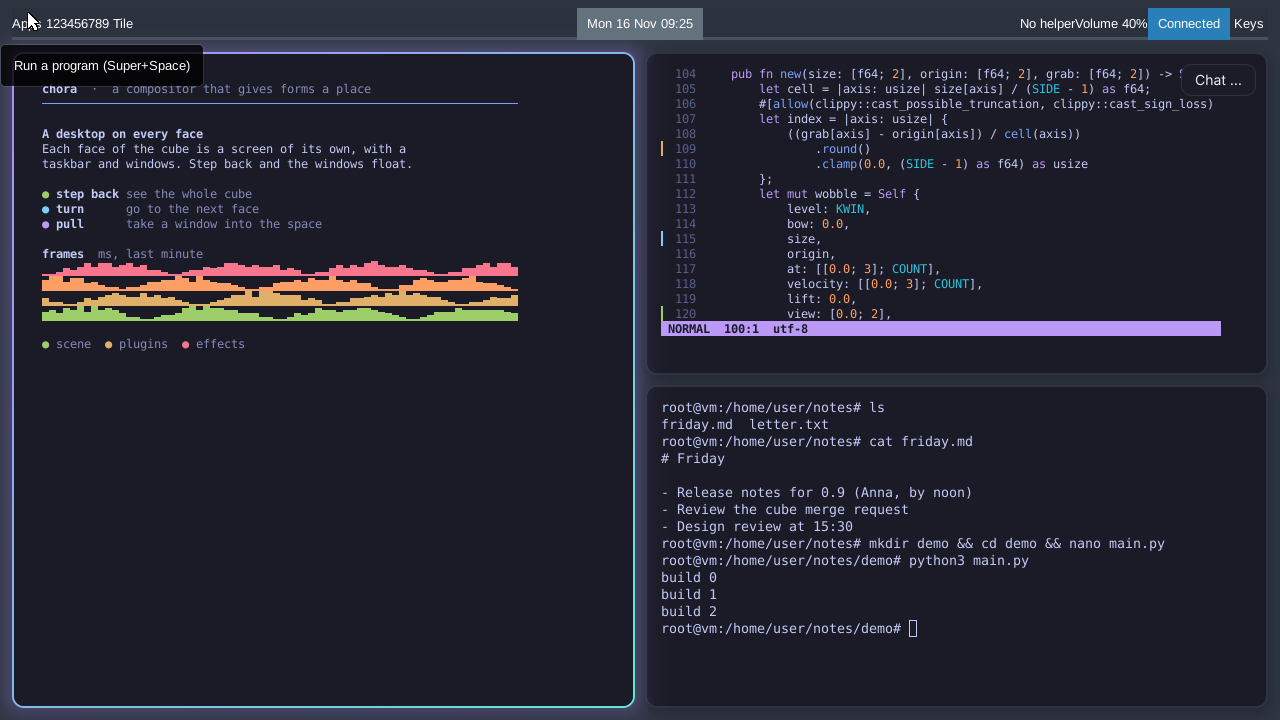 Apps 123456789 Tile
Mon 16 Nov 09:25
No helper Volume 40% Connected Keys
Run a program (Super+Space)
chora · a compositor that gives forms a place
A desktop on every face
Each face of the cube is a screen of its own, with a
taskbar and windows. Step back and the windows float.
● step back see the whole cube
● turn go to the next face
● pull take a window into the space
frames ms, last minute
● scene ● plugins ● effects
104 pub fn new(size: [f64; 2], origin: [f64; 2], grab: [f64; 2]) ->
Chat ...
105 let cell = |axis: usize| size[axis] / (SIDE - 1) as f64;
106 #[allow(clippy::cast_possible_truncation, clippy::cast_sign_loss)
107 let index = |axis: usize| {
108 ((grab[axis] - origin[axis]) / cell(axis))
109 .round()
110 .clamp(0.0, (SIDE - 1) as f64) as usize
111 };
112 let mut wobble = Self {
113 level: KWIN,
114 bow: 0.0,
115 size,
116 origin,
117 at: [[0.0; 3]; COUNT],
118 velocity: [[0.0; 3]; COUNT],
119 lift: 0.0,
120 view: [0.0; 2],
NORMAL 100:1 utf-8
root@vm:/home/user/notes# ls
friday.md letter.txt
root@vm:/home/user/notes# cat friday.md
# Friday
- Release notes for 0.9 (Anna, by noon)
- Review the cube merge request
- Design review at 15:30
root@vm:/home/user/notes# mkdir demo && cd demo && nano main.py
root@vm:/home/user/notes/demo# python3 main.py
build 0
build 1
build 2
root@vm:/home/user/notes/demo#